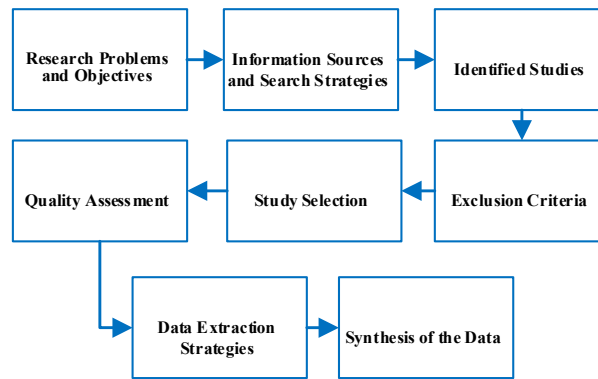 Research Problems
and Objectives
Information Sources
and Search Strategies
Identified Studies
Quality Assessment
Study Selection
Exclusion Criteria
Data Extraction
Strategies
Synthesis of the Data